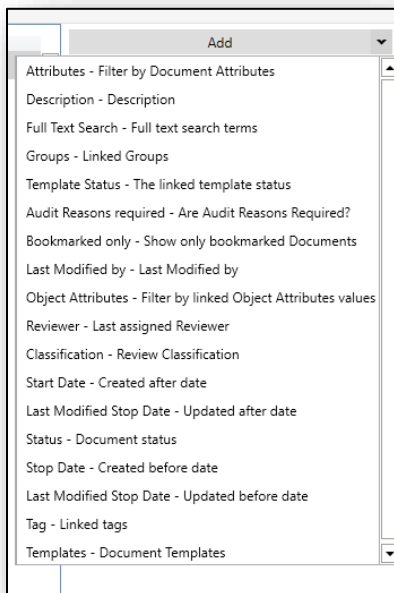 Add
Attributes - Filter by Document Attributes
Description - Description
Full Text Search - Full text search terms
Groups - Linked Groups
Template Status - The linked template status
Audit Reasons required - Are Audit Reasons Required?
Bookmarked only - Show only bookmarked Documents
Last Modified by - Last Modified by
Object Attributes - Filter by linked Object Attributes values
Reviewer - Last assigned Reviewer
Classification - Review Classification
Start Date - Created after date
Last Modified Stop Date - Updated after date
Status - Document status
Stop Date - Created before date
Last Modified Stop Date - Updated before date
Tag - Linked tags
Templates - Document Templates